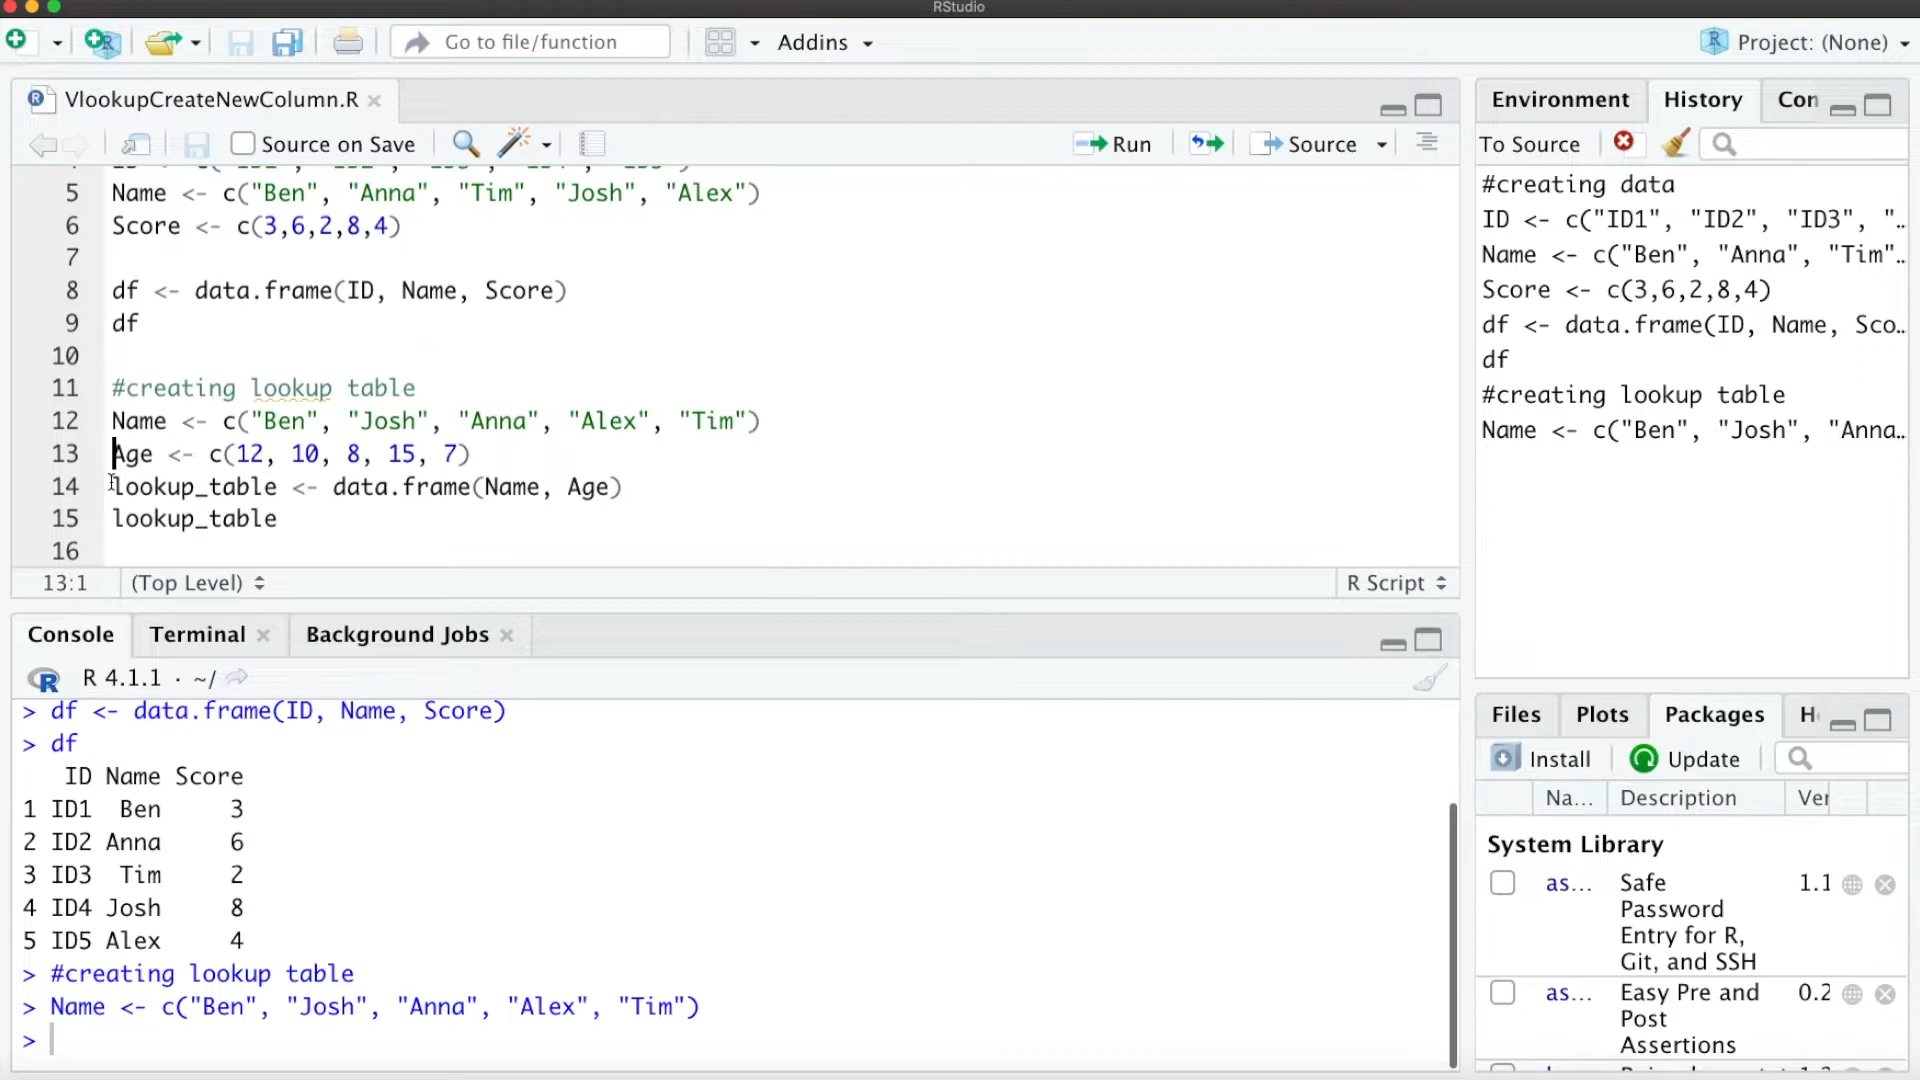 RStudio
Go to file/function
Addins
Project: (None)
VlookupCreateNewColumn.R
Source on Save
Run
Source
5 Name <- c("Ben", "Anna", "Tim", "Josh", "Alex")
6 Score <- c(3,6,2,8,4)
7
8 df <- data.frame(ID, Name, Score)
9 df
10
11 #creating lookup table
12 Name <- c("Ben", "Josh", "Anna", "Alex", "Tim")
13 Age <- c(12, 10, 8, 15, 7)
14 lookup_table <- data.frame(Name, Age)
15 lookup_table
16
13:1 (Top Level) R Script
Console Terminal Background Jobs
R 4.1.1 · ~/
> df <- data.frame(ID, Name, Score)
> df
ID Name Score
1 ID1 Ben 3
2 ID2 Anna 6
3 ID3 Tim 2
4 ID4 Josh 8
5 ID5 Alex 4
> #creating lookup table
> Name <- c("Ben", "Josh", "Anna", "Alex", "Tim")
>
Environment History Con
To Source
#creating data
ID <- c("ID1", "ID2", "ID3", "…
Name <- c("Ben", "Anna", "Tim"…
Score <- c(3,6,2,8,4)
df <- data.frame(ID, Name, Sco…
df
#creating lookup table
Name <- c("Ben", "Josh", "Anna…
Files Plots Packages H
Install Update
Na... Description Ver
System Library
as... Safe 1.1
Password
Entry for R,
Git, and SSH
as... Easy Pre and 0.2
Post
Assertions